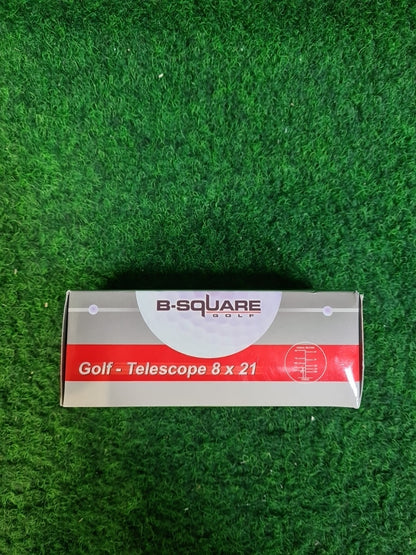 B-SQUARE
GOLF
Golf - Telescope 8 x 21